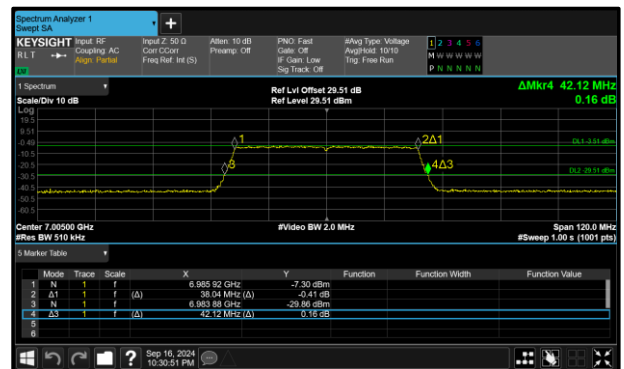 Spectrum Analyzer 1
Swept SA
+
KEYSIGHT Input: RF Input Z: 50 Ω Atten: 10 dB PNO: Fast #Avg Type: Voltage 1 2 3 4 5 6
R L T Coupling: AC Corr CCorr Preamp: Off Gate: Off Avg|Hold: 10/10 M W W W W W
Align: Partial Freq Ref: Int (S) IF Gain: Low Trig: Free Run
Sig Track: Off P N N N N N
1 Spectrum Ref Lvl Offset 29.51 dB ΔMkr4 42.12 MHz
Scale/Div 10 dB Ref Level 29.51 dBm 0.16 dB
Log
19.5
9.51
-0.49 1 2Δ1 DL1 -3.51 dBm
-10.5
-20.5 3 4Δ3
-30.5 DL2 -29.51 dBm
-40.5
-50.5
-60.5
Center 7.00500 GHz #Video BW 2.0 MHz Span 120.0 MHz
#Res BW 510 kHz #Sweep 1.00 s (1001 pts)
5 Marker Table
Mode Trace Scale X Y Function Function Width Function Value
1 N 1 f 6.985 92 GHz -7.30 dBm
2 Δ1 1 f (Δ) 38.04 MHz (Δ) -0.41 dB
3 N 1 f 6.983 88 GHz -29.86 dBm
4 Δ3 1 f (Δ) 42.12 MHz (Δ) 0.16 dB
5
6
? Sep 16, 2024
10:30:51 PM